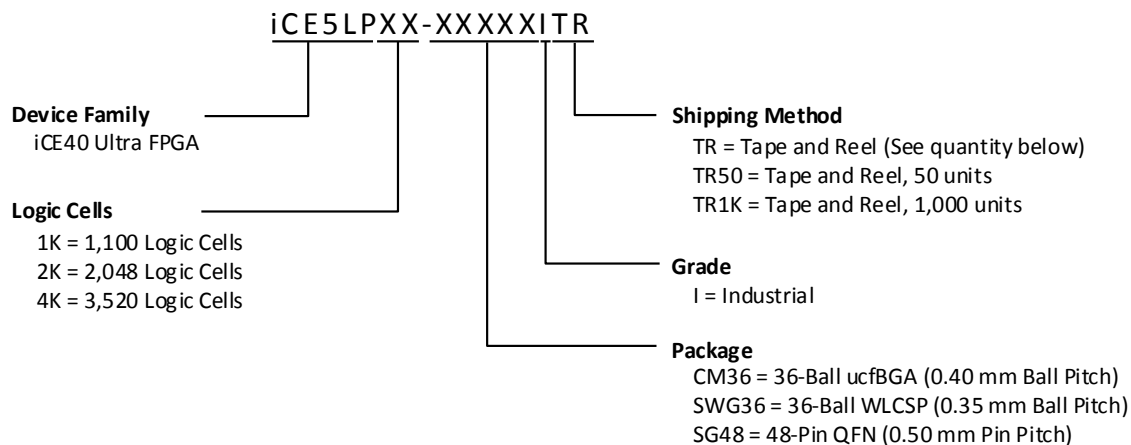 iCE5LPXX-XXXXXITR
Device Family
iCE40 Ultra FPGA
Logic Cells
1K = 1,100 Logic Cells
2K = 2,048 Logic Cells
4K = 3,520 Logic Cells
Shipping Method
TR = Tape and Reel (See quantity below)
TR50 = Tape and Reel, 50 units
TR1K = Tape and Reel, 1,000 units
Grade
I = Industrial
Package
CM36 = 36-Ball ucfBGA (0.40 mm Ball Pitch)
SWG36 = 36-Ball WLCSP (0.35 mm Ball Pitch)
SG48 = 48-Pin QFN (0.50 mm Pin Pitch)